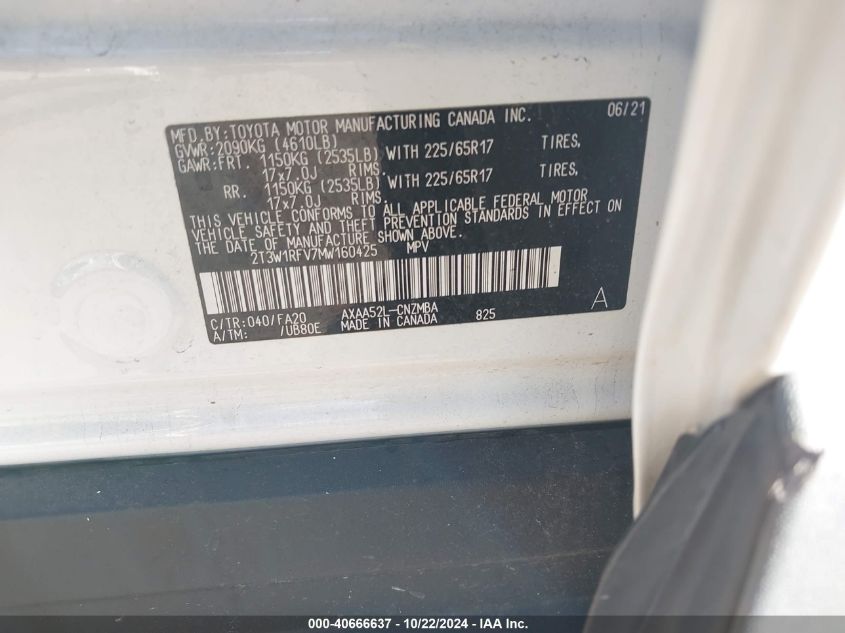 MFD.BY:TOYOTA MOTOR MANUFACTURING CANADA INC. 06/21
GVWR:2090KG (4610LB)
GAWR:FRT. 1150KG (2535LB) WITH 225/65R17 TIRES,
17x7.0J RIMS,
RR. 1150KG (2535LB) WITH 225/65R17 TIRES,
17x7.0J RIMS,
THIS VEHICLE CONFORMS TO ALL APPLICABLE FEDERAL MOTOR
VEHICLE SAFETY AND THEFT PREVENTION STANDARDS IN EFFECT ON
THE DATE OF MANUFACTURE SHOWN ABOVE.
2T3W1RFV7MW160425 MPV
A
C/TR:040/FA20 AXAA52L-CNZMBA
A/TM: /UB80E MADE IN CANADA 825
000-40666637 - 10/22/2024 - IAA Inc.